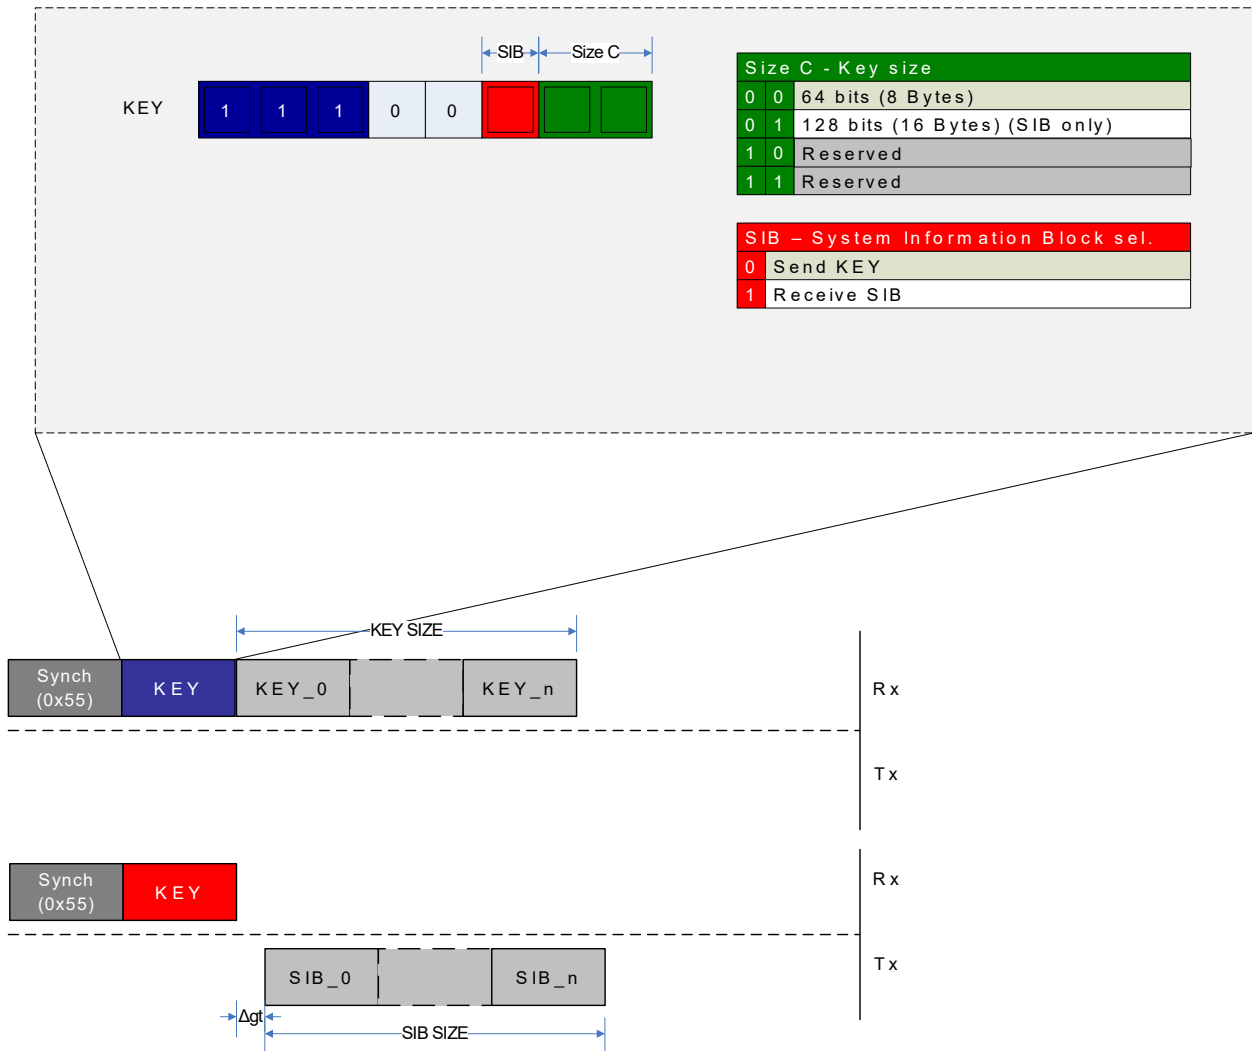 SIB Size C
KEY 1 1 1 0 0
Size C - Key size
0 0 64 bits (8 Bytes)
0 1 128 bits (16 Bytes) (SIB only)
1 0 Reserved
1 1 Reserved
SIB – System Information Block sel.
0 Send KEY
1 Receive SIB
KEY SIZE
Synch
(0x55)
KEY
KEY_0
KEY_n
Rx
Tx
Synch
(0x55)
KEY
Rx
SIB_0
SIB_n
Tx
Δgt
SIB SIZE